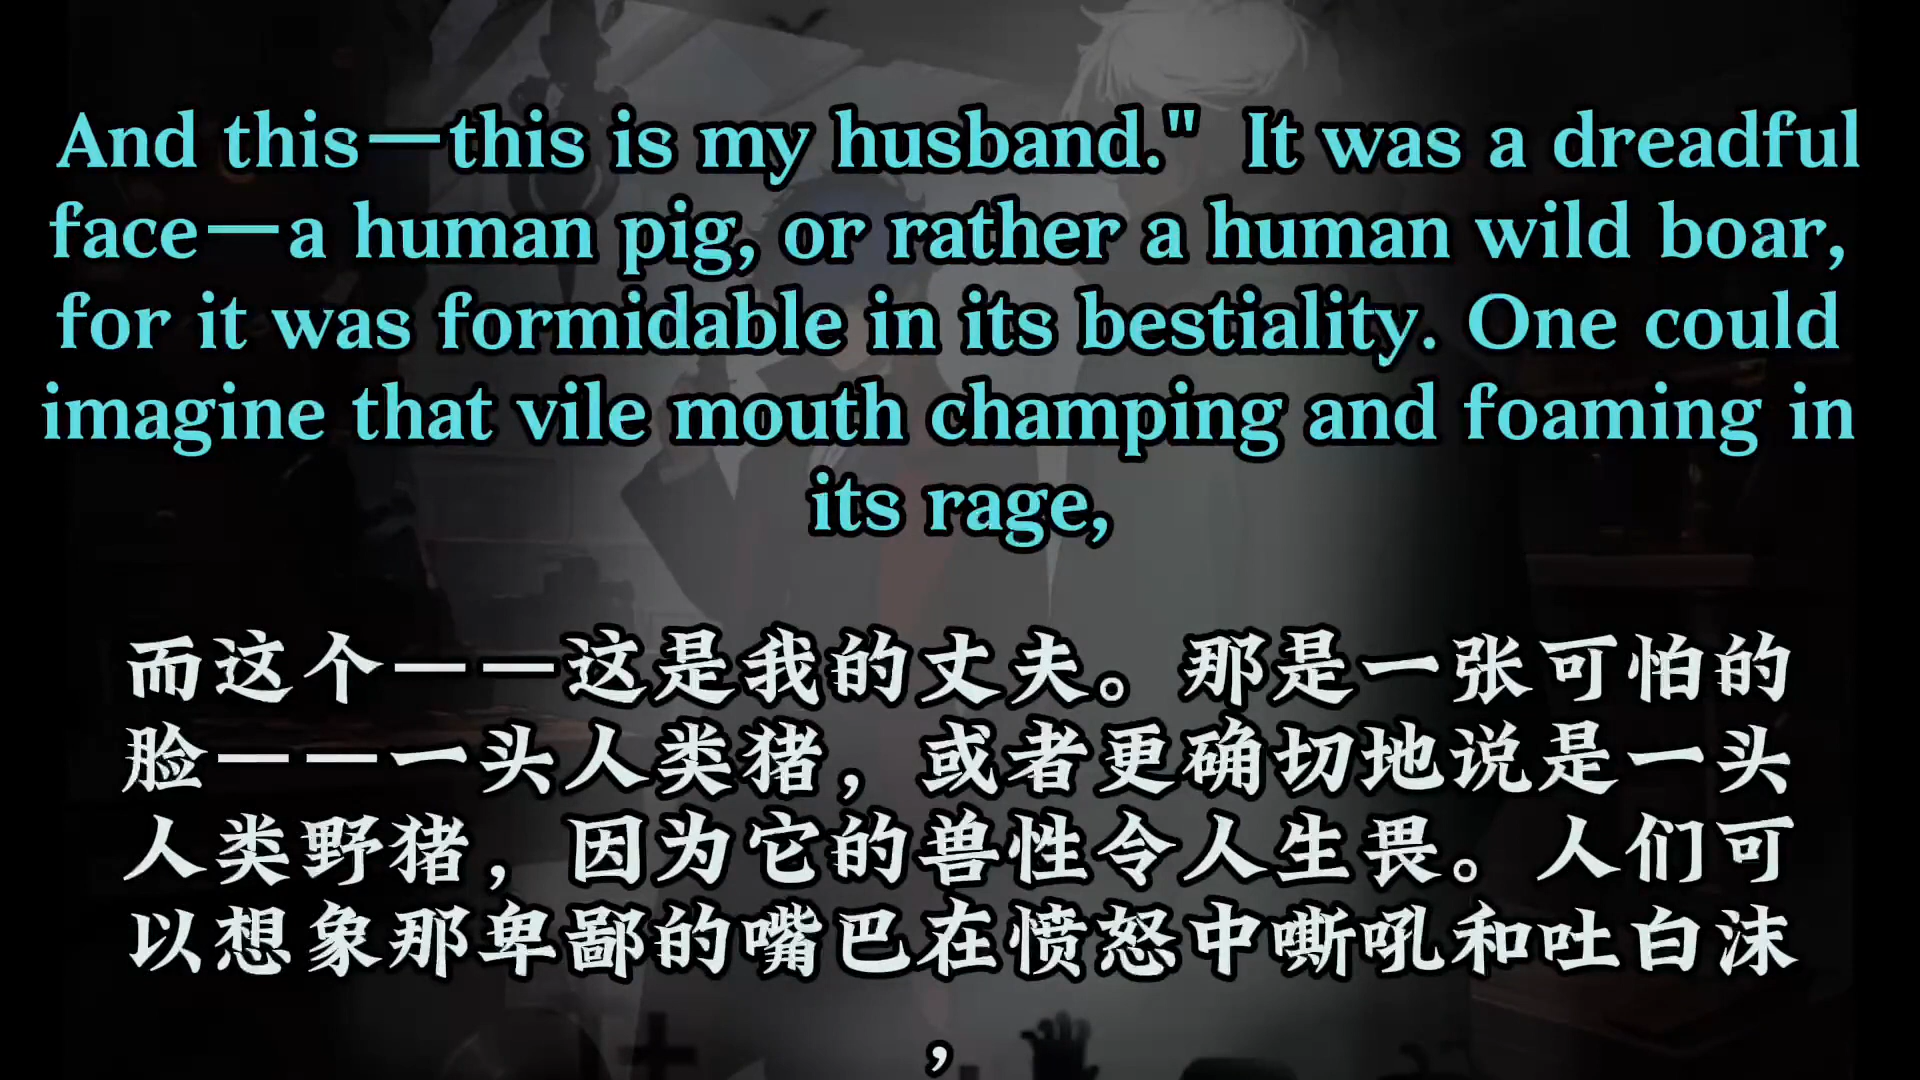 And this—this is my husband." It was a dreadful
face—a human pig, or rather a human wild boar,
for it was formidable in its bestiality. One could
imagine that vile mouth champing and foaming in
its rage,
而这个——这是我的丈夫。那是一张可怕的
脸——一头人类猪，或者更确切地说是一头
人类野猪，因为它的兽性令人生畏。人们可
以想象那卑鄙的嘴巴在愤怒中嘶吼和吐白沫
，